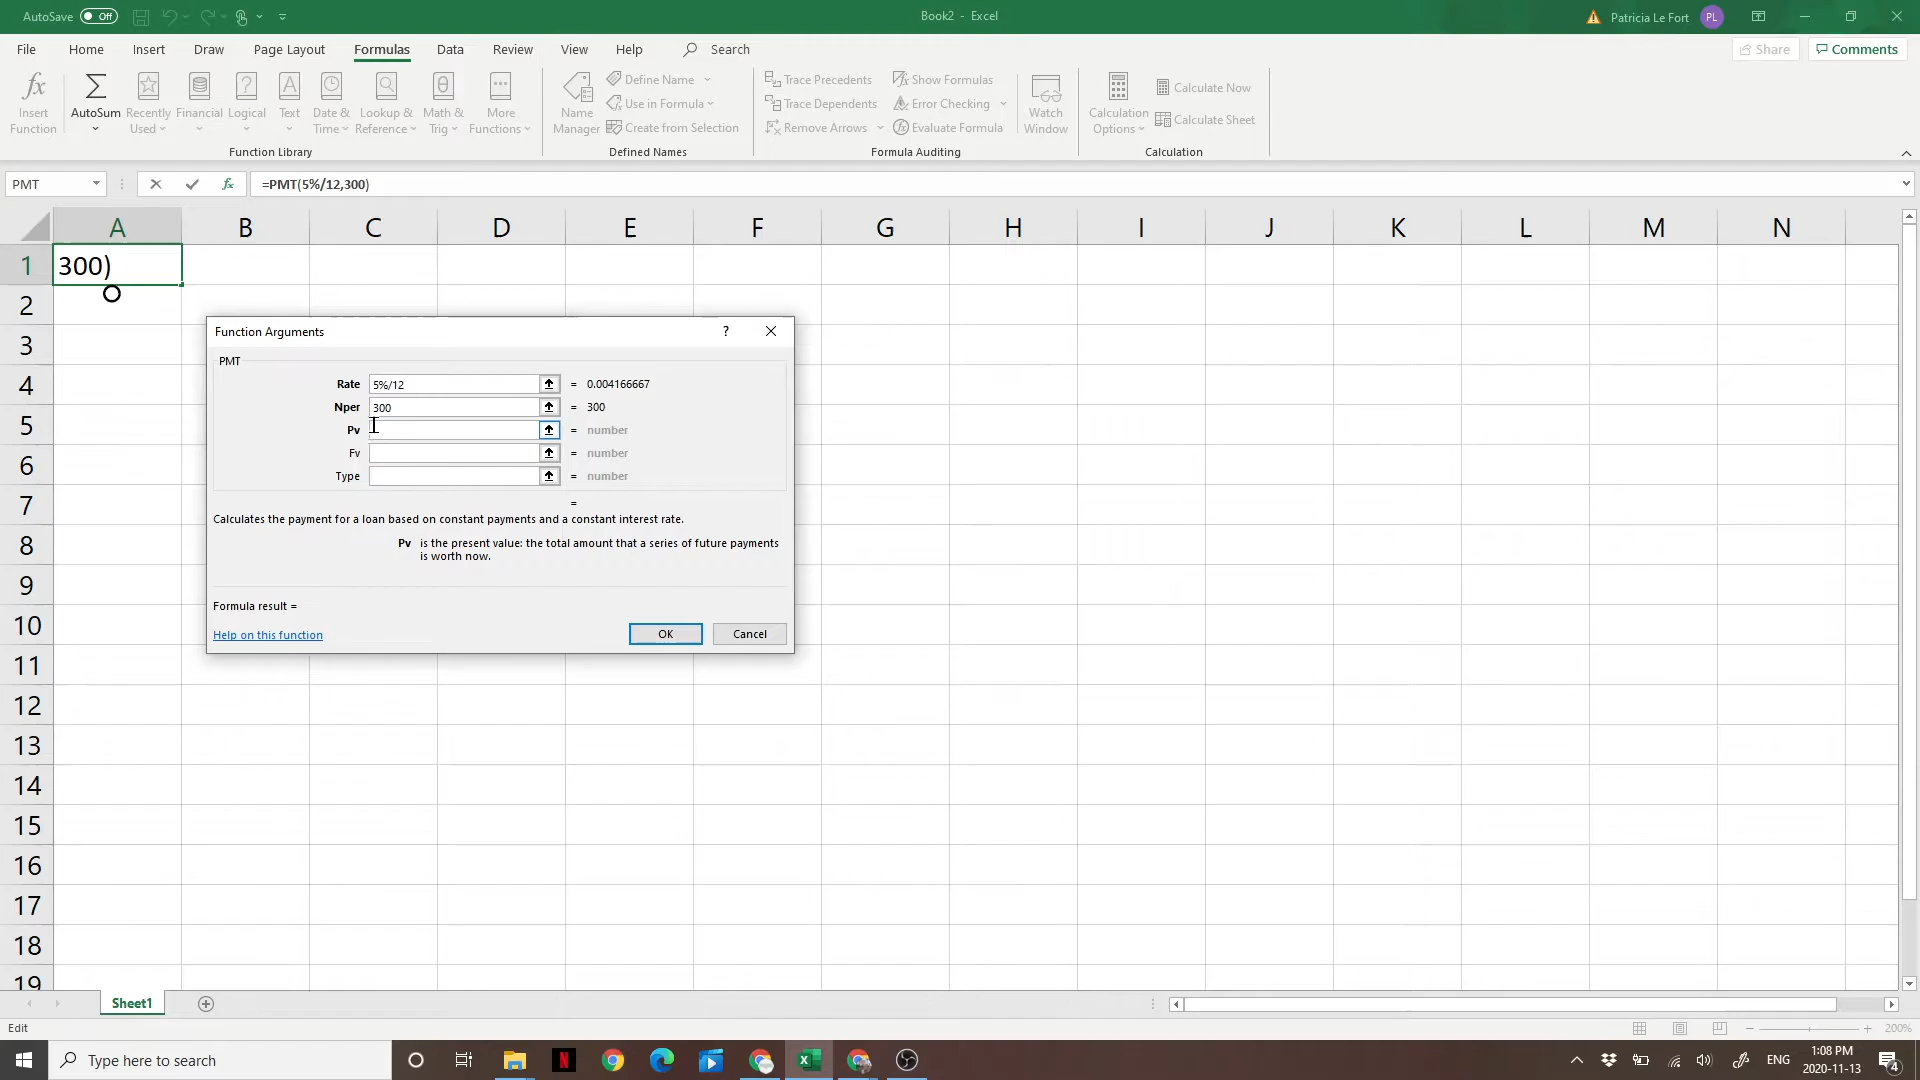 AutoSave Off
Book2 - Excel
Patricia Le Fort PL
File Home Insert Draw Page Layout Formulas Data Review View Help Search Share Comments
Insert Function
AutoSum
Recently Used
Financial
Logical
Text
Date & Time
Lookup & Reference
Math & Trig
More Functions
Name Manager
Define Name
Use in Formula
Create from Selection
Trace Precedents
Trace Dependents
Remove Arrows
Show Formulas
Error Checking
Evaluate Formula
Watch Window
Calculation Options
Calculate Now
Calculate Sheet
Function Library
Defined Names
Formula Auditing
Calculation
PMT fx =PMT(5%/12,300)
A B C D E F G H I J K L M N
1 300)
2
3
4
5
6
7
8
9
10
11
12
13
14
15
16
17
18
19
Function Arguments ?
PMT
Rate 5%/12 = 0.004166667
Nper 300 = 300
Pv = number
Fv = number
Type = number
=
Calculates the payment for a loan based on constant payments and a constant interest rate.
Pv is the present value: the total amount that a series of future payments
is worth now.
Formula result =
Help on this function
OK Cancel
Sheet1
Edit
200%
Type here to search
ENG
1:08 PM
2020-11-13
4